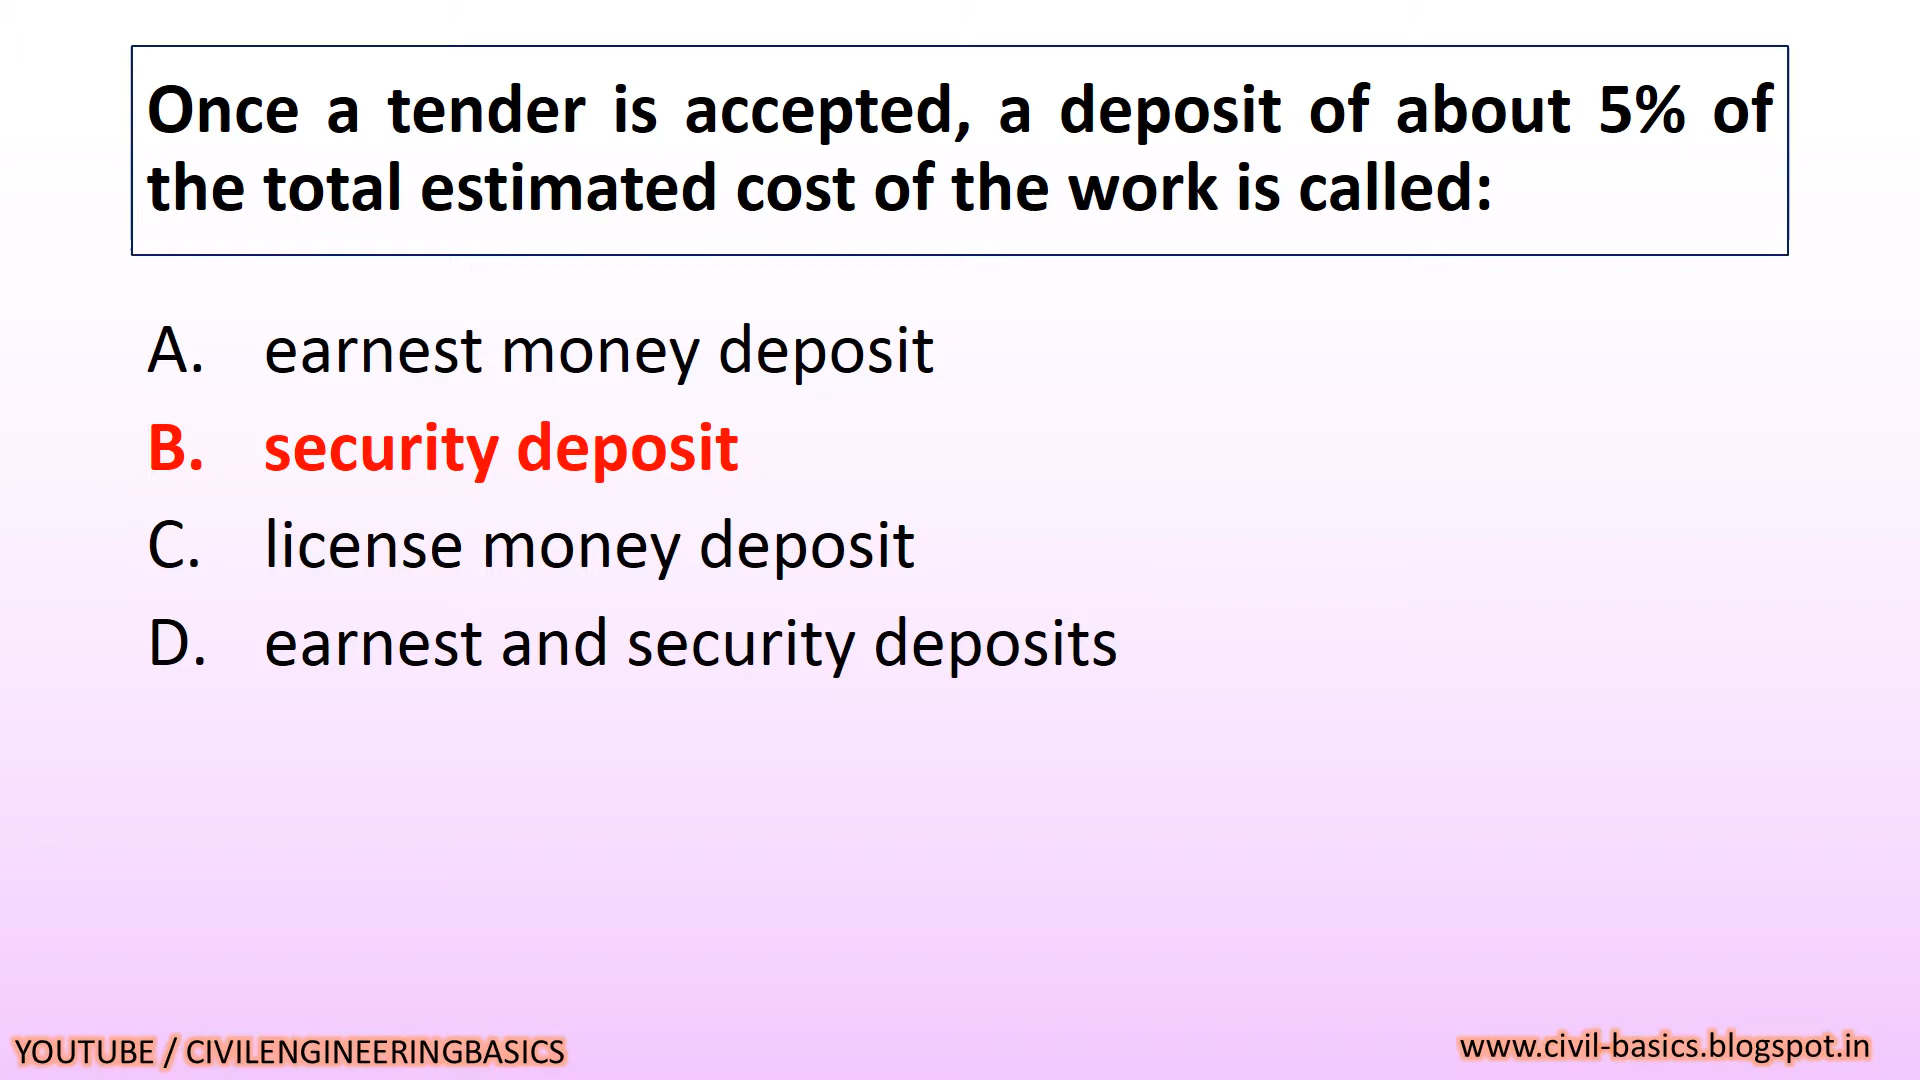 Once a tender is accepted, a deposit of about 5% of
the total estimated cost of the work is called:
A. earnest money deposit
B. security deposit
C. license money deposit
D. earnest and security deposits
YOUTUBE / CIVILENGINEERINGBASICS
www.civil-basics.blogspot.in